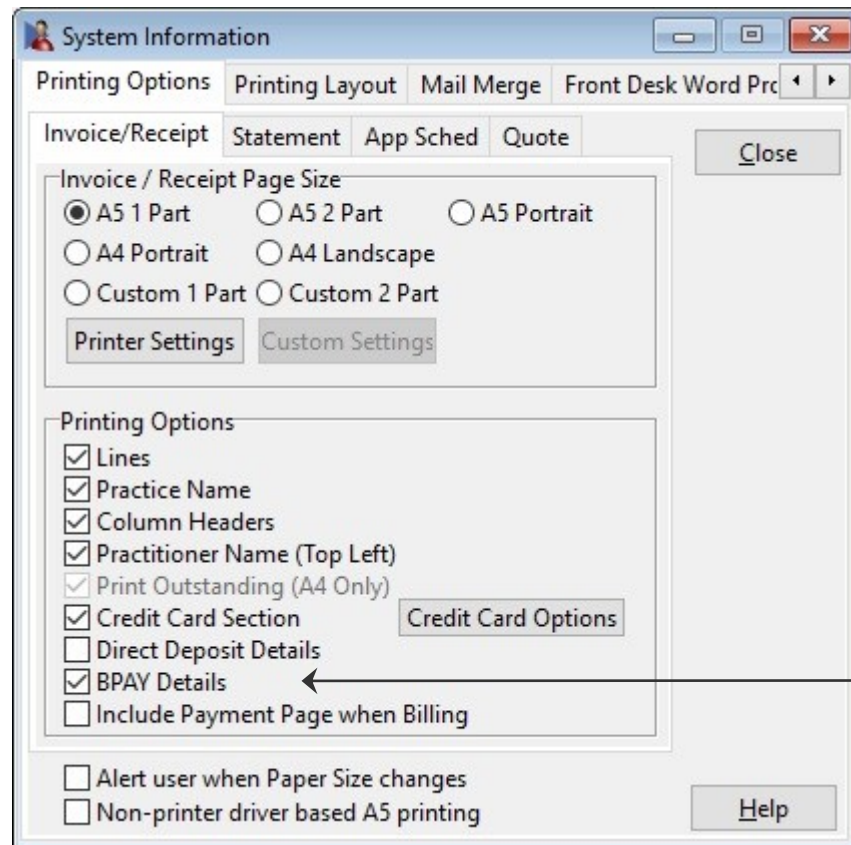 System Information
Printing Options Printing Layout Mail Merge Front Desk Word Prc
Invoice/Receipt Statement App Sched Quote
Close
Invoice / Receipt Page Size
A5 1 Part A5 2 Part A5 Portrait
A4 Portrait A4 Landscape
Custom 1 Part Custom 2 Part
Printer Settings Custom Settings
Printing Options
Lines
Practice Name
Column Headers
Practitioner Name (Top Left)
Print Outstanding (A4 Only)
Credit Card Section Credit Card Options
Direct Deposit Details
BPAY Details
Include Payment Page when Billing
Alert user when Paper Size changes
Non-printer driver based A5 printing
Help